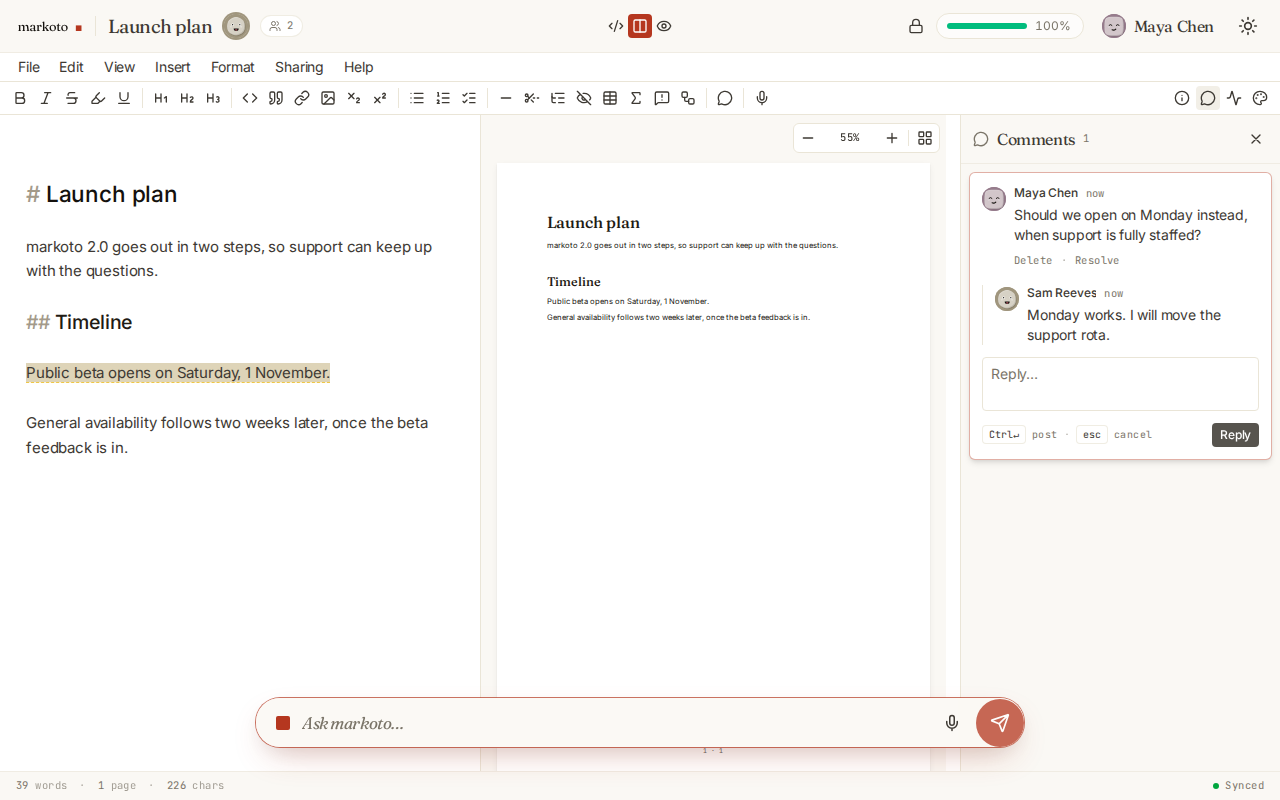 markoto
Launch plan
2
100%
Maya Chen
File Edit View Insert Format Sharing Help
H1 H2 H3
X2 X2
55%
Comments 1
# Launch plan
markoto 2.0 goes out in two steps, so support can keep up
with the questions.
## Timeline
Public beta opens on Saturday, 1 November.
General availability follows two weeks later, once the beta
feedback is in.
Launch plan
markoto 2.0 goes out in two steps, so support can keep up with the questions.
Timeline
Public beta opens on Saturday, 1 November.
General availability follows two weeks later, once the beta feedback is in.
1 · 1
Maya Chen now
Should we open on Monday instead,
when support is fully staffed?
Delete · Resolve
Sam Reeves now
Monday works. I will move the
support rota.
Reply...
Ctrl↵ post · esc cancel
Reply
Ask markoto...
39 words · 1 page · 226 chars
Synced